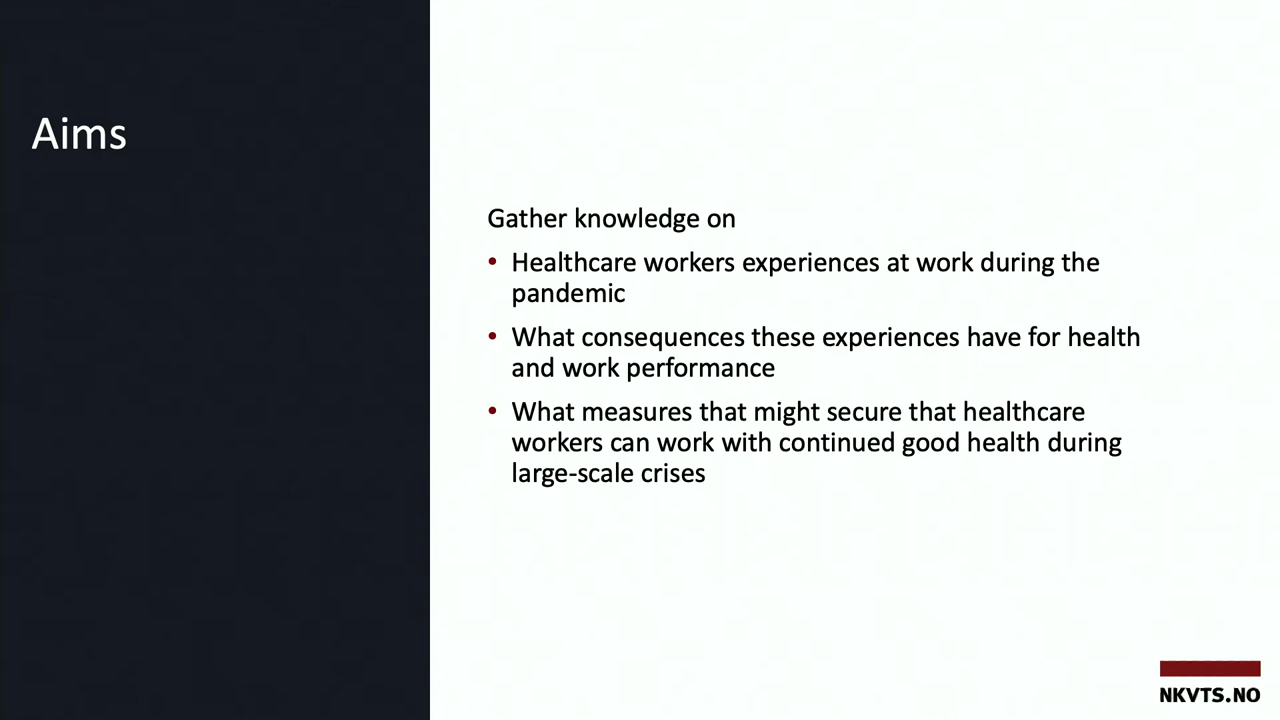 Aims
Gather knowledge on
• Healthcare workers experiences at work during the
pandemic
• What consequences these experiences have for health
and work performance
• What measures that might secure that healthcare
workers can work with continued good health during
large-scale crises
NKVTS.NO